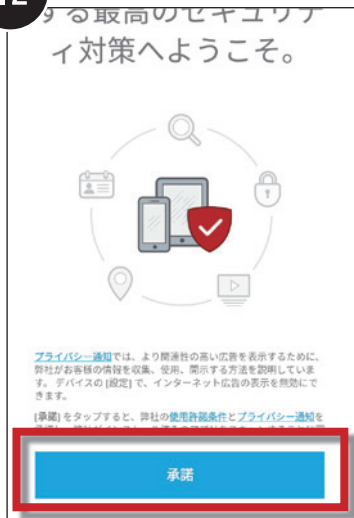 12
する最高のセキュリテ
ィ対策へようこそ。
プライバシー通知では、より関連性の高い広告を表示するために、
弊社がお客様の情報を収集、使用、開示する方法を説明していま
す。デバイスの [設定] で、インターネット広告の表示を無効にで
きます。
[承諾] をタップすると、弊社の使用許諾条件とプライバシー通知を
承諾